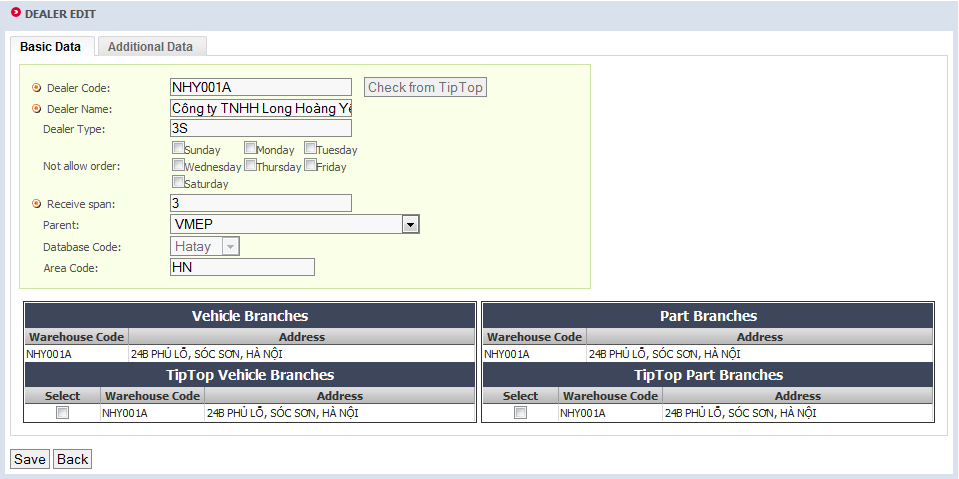 DEALER EDIT
Basic Data Additional Data
Dealer Code: NHY001A Check from TipTop
Dealer Name: Công ty TNHH Long Hoàng Yế
Dealer Type: 3S
Sunday Monday Tuesday
Not allow order: Wednesday Thursday Friday
Saturday
Receive span: 3
Parent: VMEP
Database Code: Hatay
Area Code: HN
Vehicle Branches Part Branches
Warehouse Code Address Warehouse Code Address
NHY001A 24B PHỦ LỖ, SÓC SƠN, HÀ NỘI NHY001A 24B PHỦ LỖ, SÓC SƠN, HÀ NỘI
TipTop Vehicle Branches TipTop Part Branches
Select Warehouse Code Address Select Warehouse Code Address
NHY001A 24B PHỦ LỖ, SÓC SƠN, HÀ NỘI NHY001A 24B PHỦ LỖ, SÓC SƠN, HÀ NỘI
Save Back